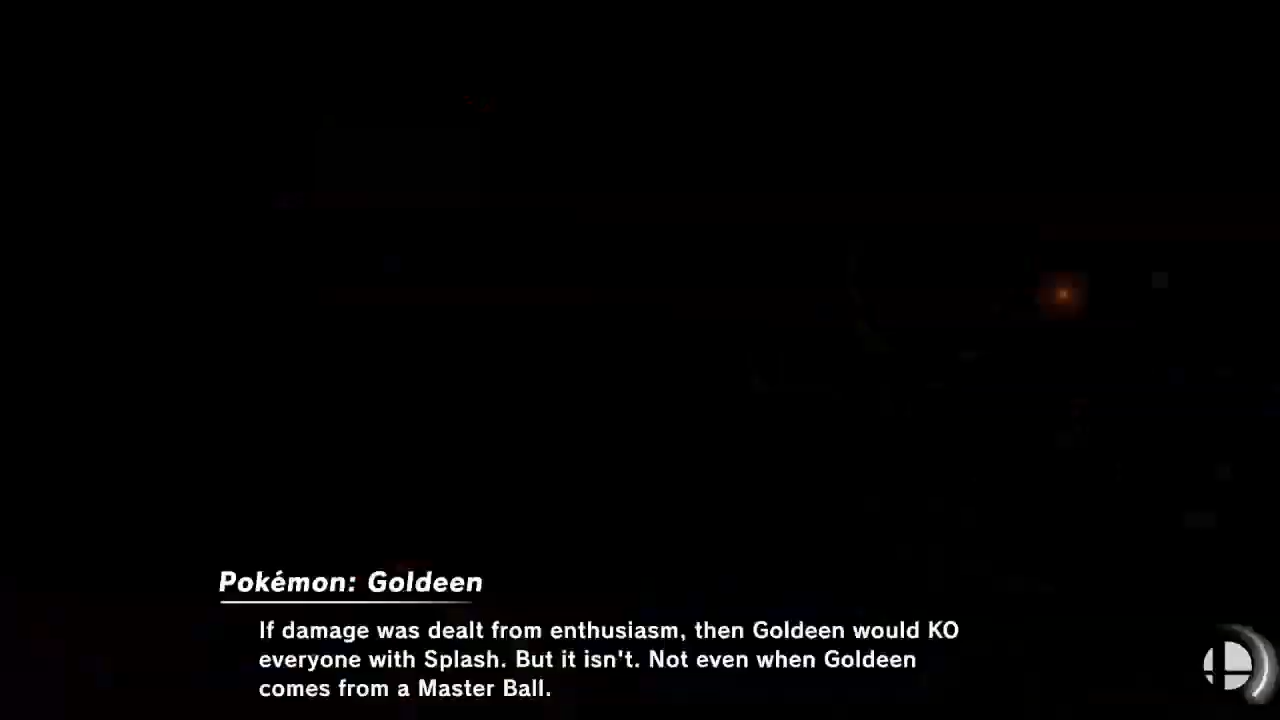 Pokémon: Goldeen
If damage was dealt from enthusiasm, then Goldeen would KO
everyone with Splash. But it isn't. Not even when Goldeen
comes from a Master Ball.